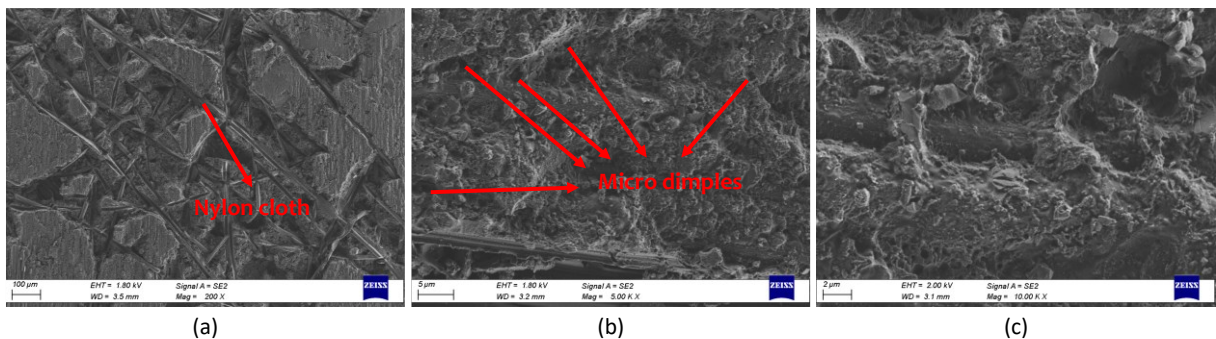 Nylon cloth
100 µm
EHT = 1.80 kV
WD = 3.5 mm
Signal A = SE2
Mag = 200 X
ZEISS
(a)
Micro dimples
5 µm
EHT = 1.80 kV
WD = 3.2 mm
Signal A = SE2
Mag = 5.00 K X
ZEISS
(b)
2 µm
EHT = 2.00 kV
WD = 3.1 mm
Signal A = SE2
Mag = 10.00 K X
ZEISS
(c)